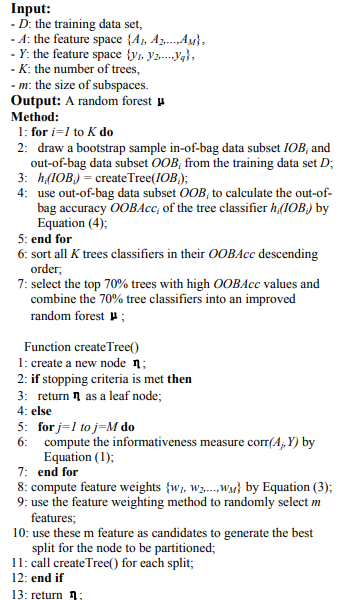 Input:
- D: the training data set,
- A: the feature space {A1, A2,...,AM},
- Y: the feature space {y1, y2,...,yq},
- K: the number of trees,
- m: the size of subspaces.
Output: A random forest μ
Method:
1: for i=1 to K do
2: draw a bootstrap sample in-of-bag data subset IOBi and
out-of-bag data subset OOBi from the training data set D;
3: hi(IOBi) = createTree(IOBi);
4: use out-of-bag data subset OOBi to calculate the out-of-
bag accuracy OOBAcci of the tree classifier hi(IOBi) by
Equation (4);
5: end for
6: sort all K trees classifiers in their OOBAcc descending
order;
7: select the top 70% trees with high OOBAcc values and
combine the 70% tree classifiers into an improved
random forest μ ;
Function createTree()
1: create a new node η ;
2: if stopping criteria is met then
3: return η as a leaf node;
4: else
5: for j=1 to j=M do
6: compute the informativeness measure corr(Aj, Y) by
Equation (1);
7: end for
8: compute feature weights {w1, w2,...,wM} by Equation (3);
9: use the feature weighting method to randomly select m
features;
10: use these m feature as candidates to generate the best
split for the node to be partitioned;
11: call createTree() for each split;
12: end if
13: return η ;